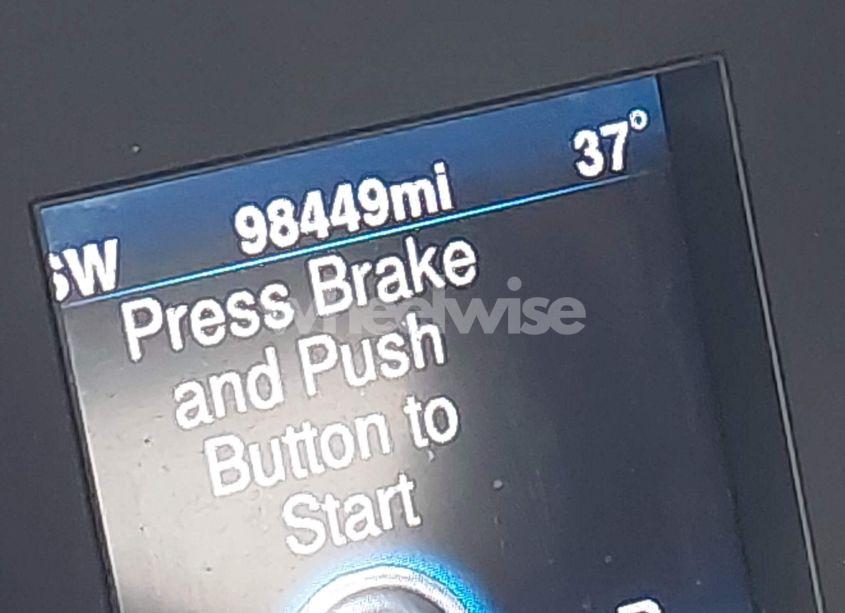 SW 98449mi 37°
Press Brake
and Push
Button to
Start
wheelwise